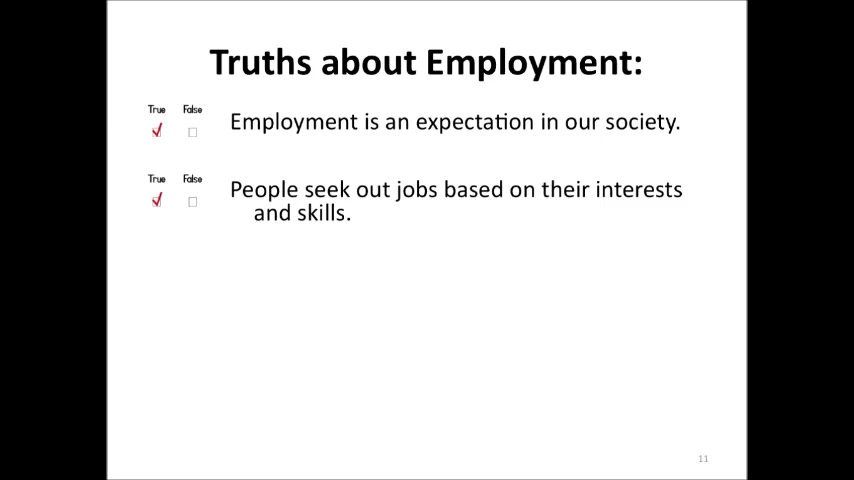 Truths about Employment:
True False
Employment is an expectation in our society.
True False
People seek out jobs based on their interests
and skills.
11